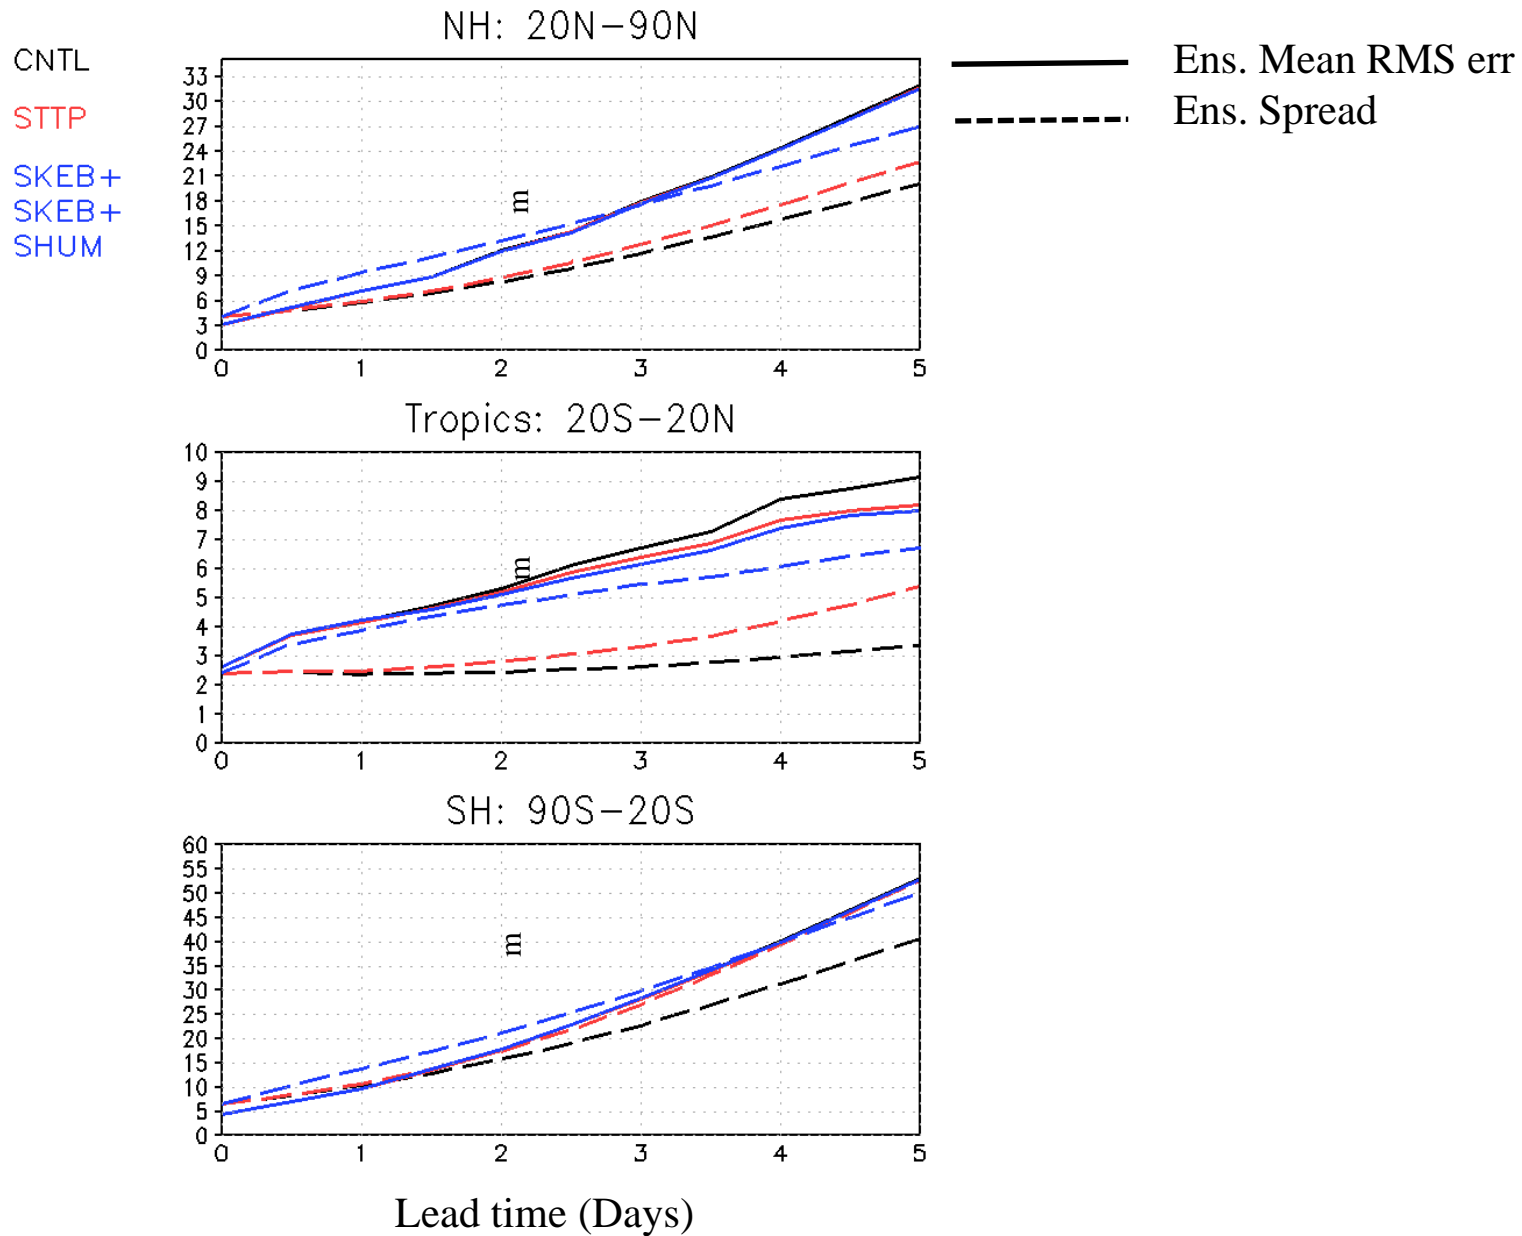 NH: 20N-90N
CNTL
STTP
SKEB+
SKEB+
SHUM
Ens. Mean RMS err
Ens. Spread
33
30
27
24
21
18
15
12
9
6
3
0
m
0 1 2 3 4 5
Tropics: 20S-20N
10
9
8
7
6
5
4
3
2
1
0
m
0 1 2 3 4 5
SH: 90S-20S
60
55
50
45
40
35
30
25
20
15
10
5
0
m
0 1 2 3 4 5
Lead time (Days)